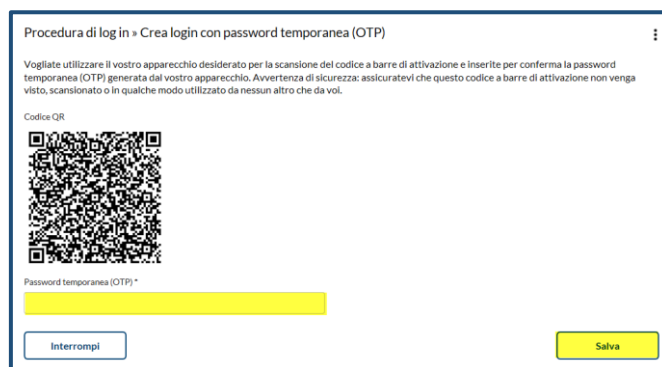 Procedura di log in » Crea login con password temporanea (OTP)
Vogliate utilizzare il vostro apparecchio desiderato per la scansione del codice a barre di attivazione e inserite per conferma la password
temporanea (OTP) generata dal vostro apparecchio. Avvertenza di sicurezza: assicuratevi che questo codice a barre di attivazione non venga
visto, scansionato o in qualche modo utilizzato da nessun altro che da voi.
Codice QR
Password temporanea (OTP) *
Interrompi
Salva